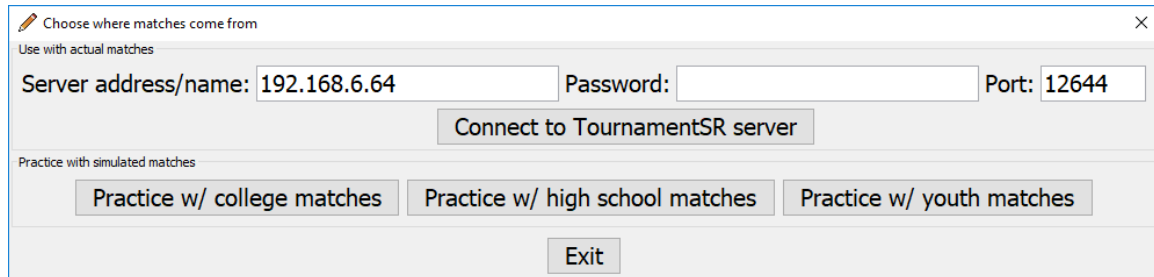 Choose where matches come from
Use with actual matches
Server address/name: 192.168.6.64 Password: Port: 12644
Connect to TournamentSR server
Practice with simulated matches
Practice w/ college matches Practice w/ high school matches Practice w/ youth matches
Exit